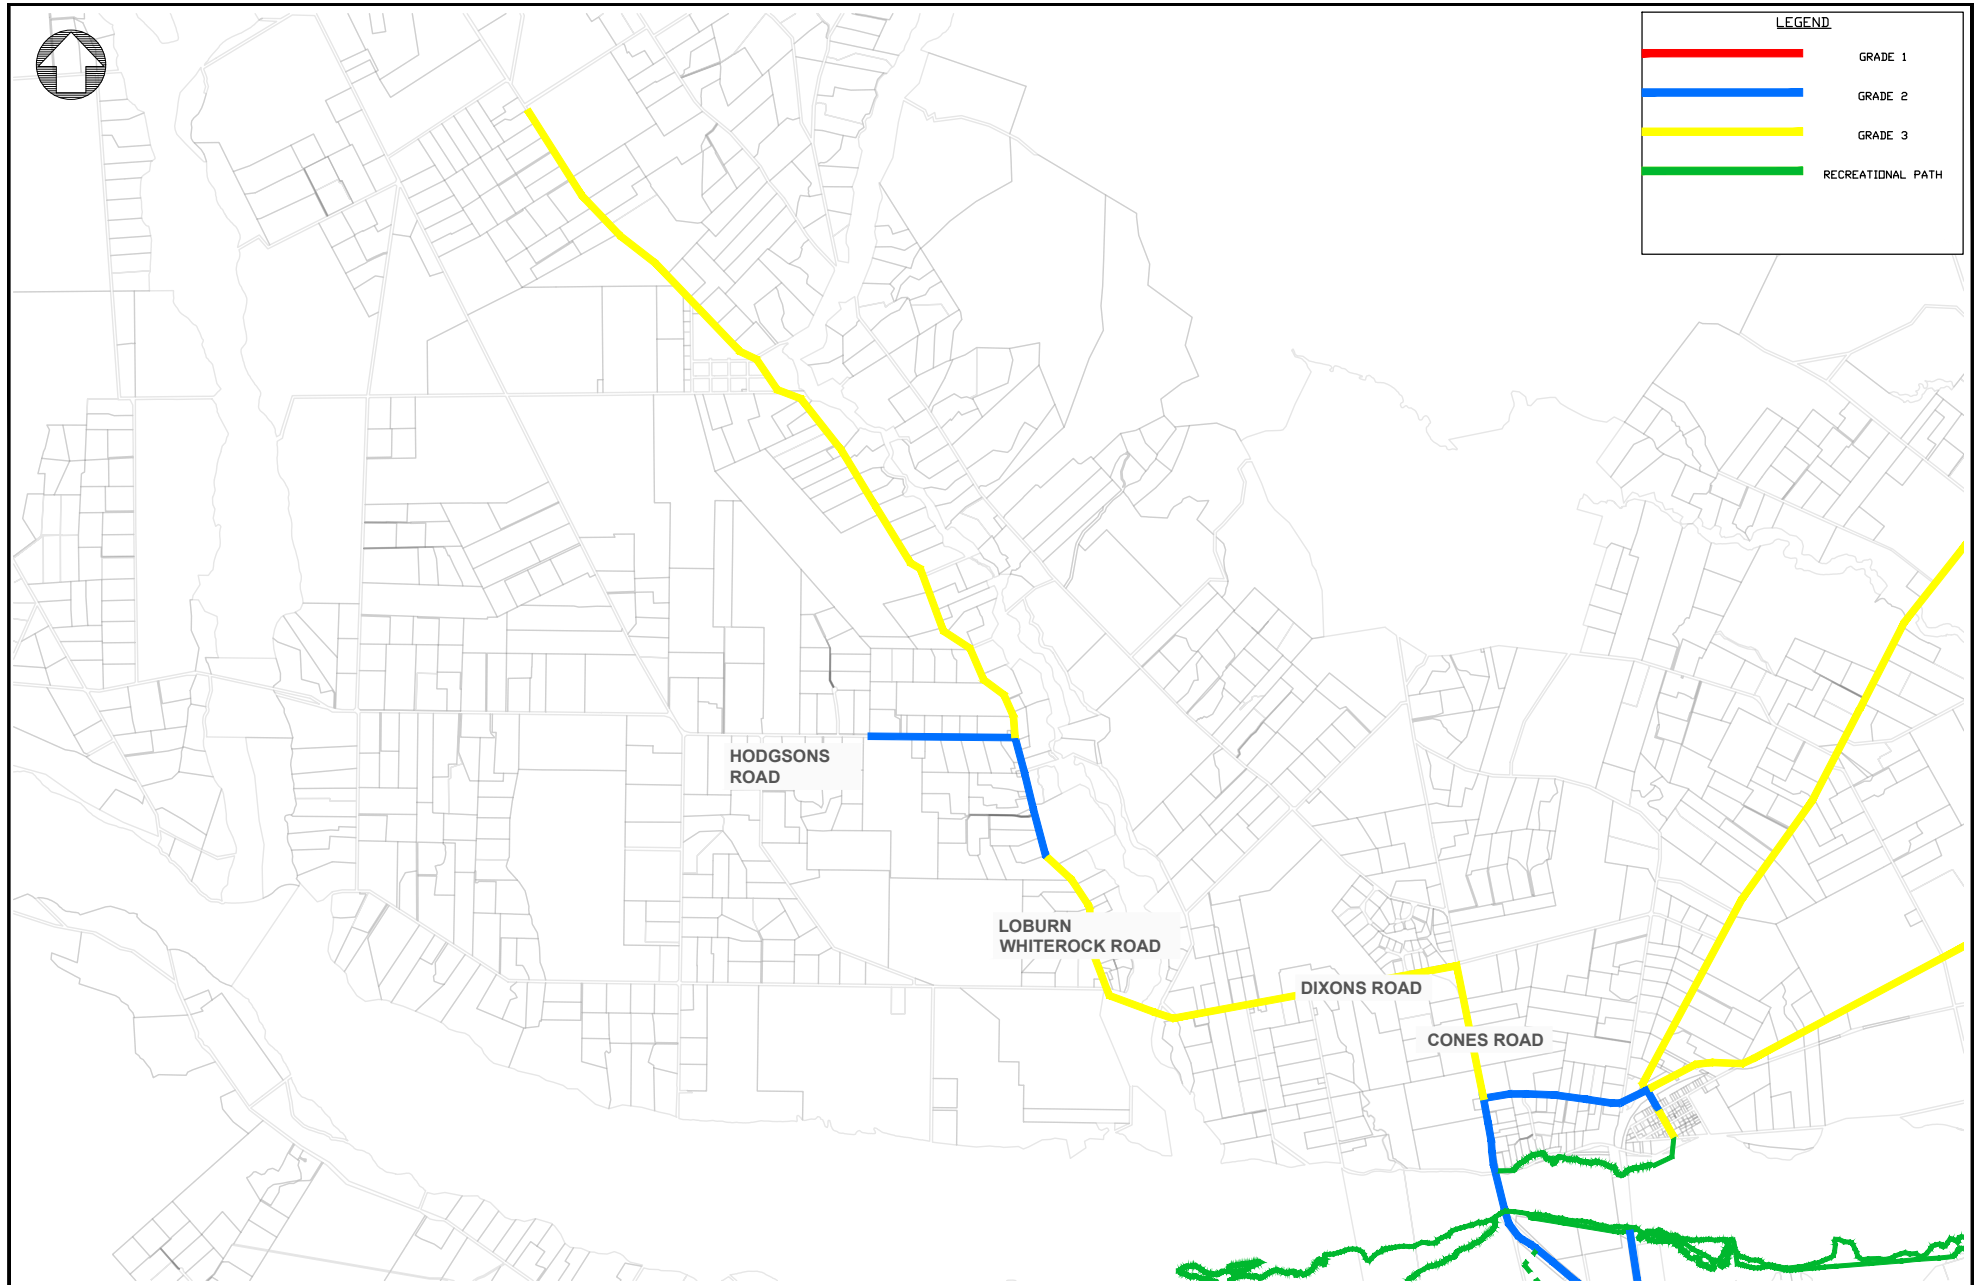 LEGEND
GRADE 1
GRADE 2
GRADE 3
RECREATIONAL PATH
HODGSONS
ROAD
LOBURN
WHITEROCK ROAD
DIXONS ROAD
CONES ROAD